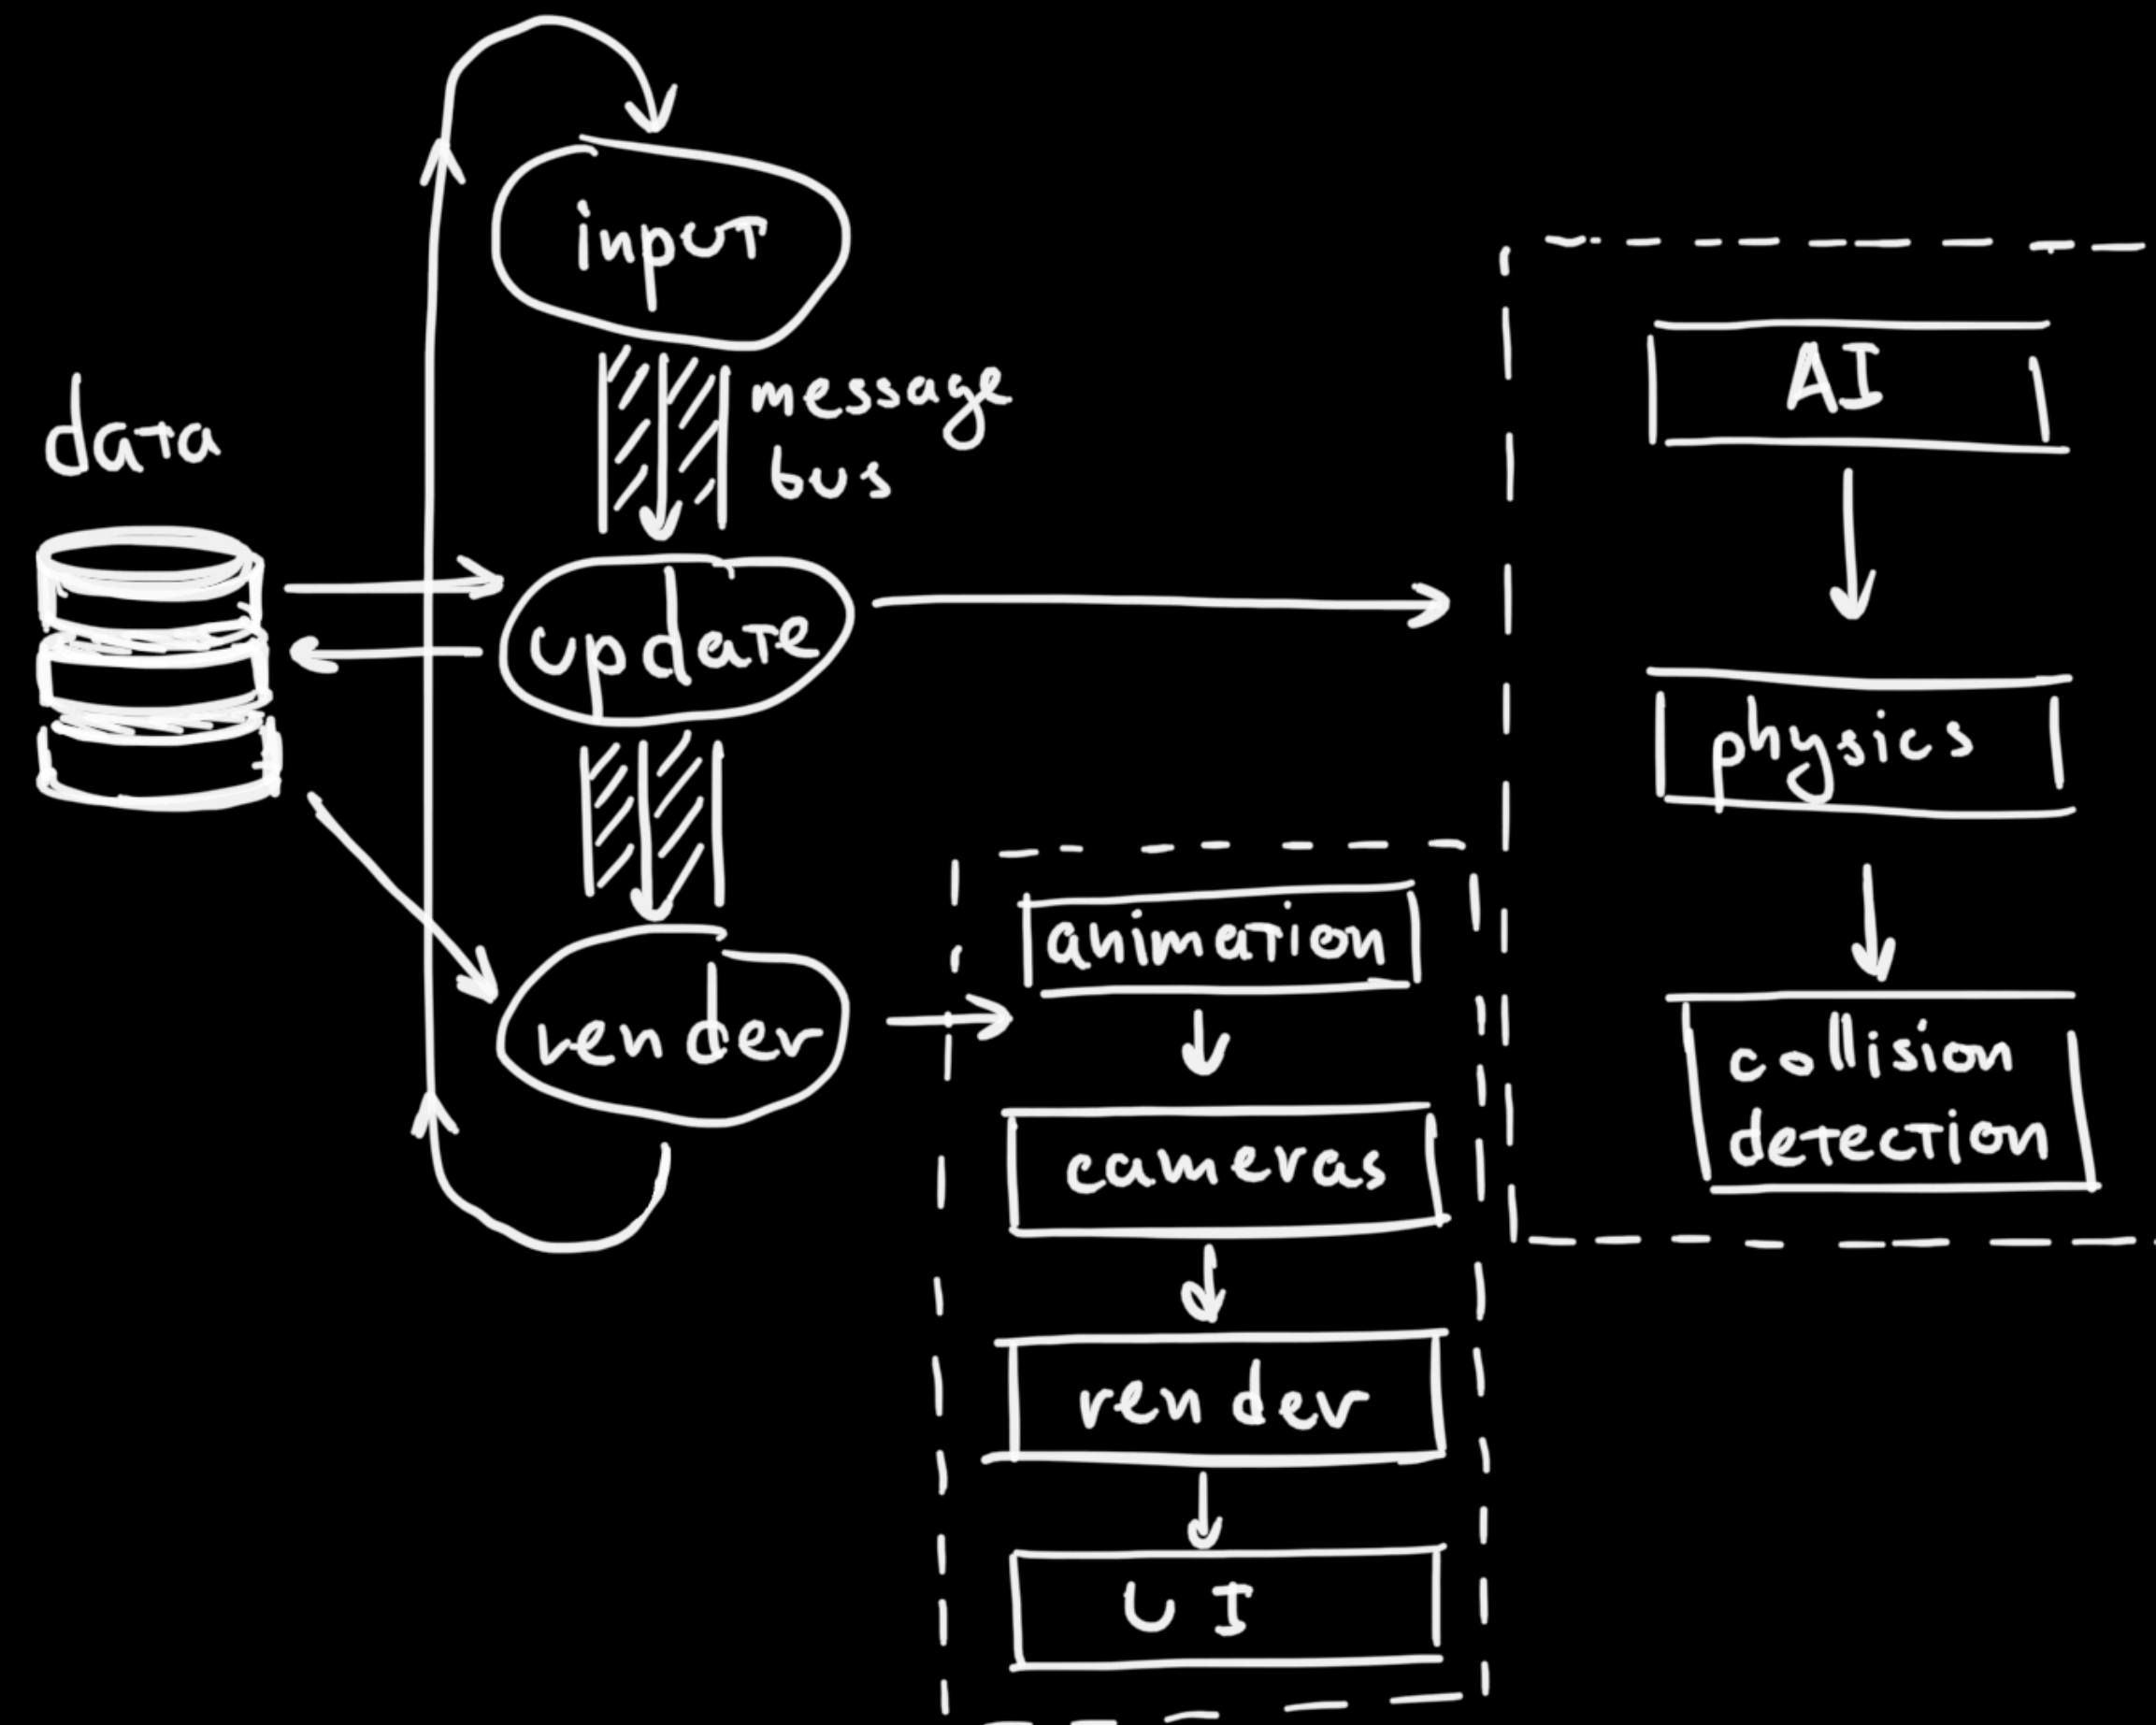 input
message
bus
data
update
render
AI
physics
collision
detection
animation
cameras
render
UI